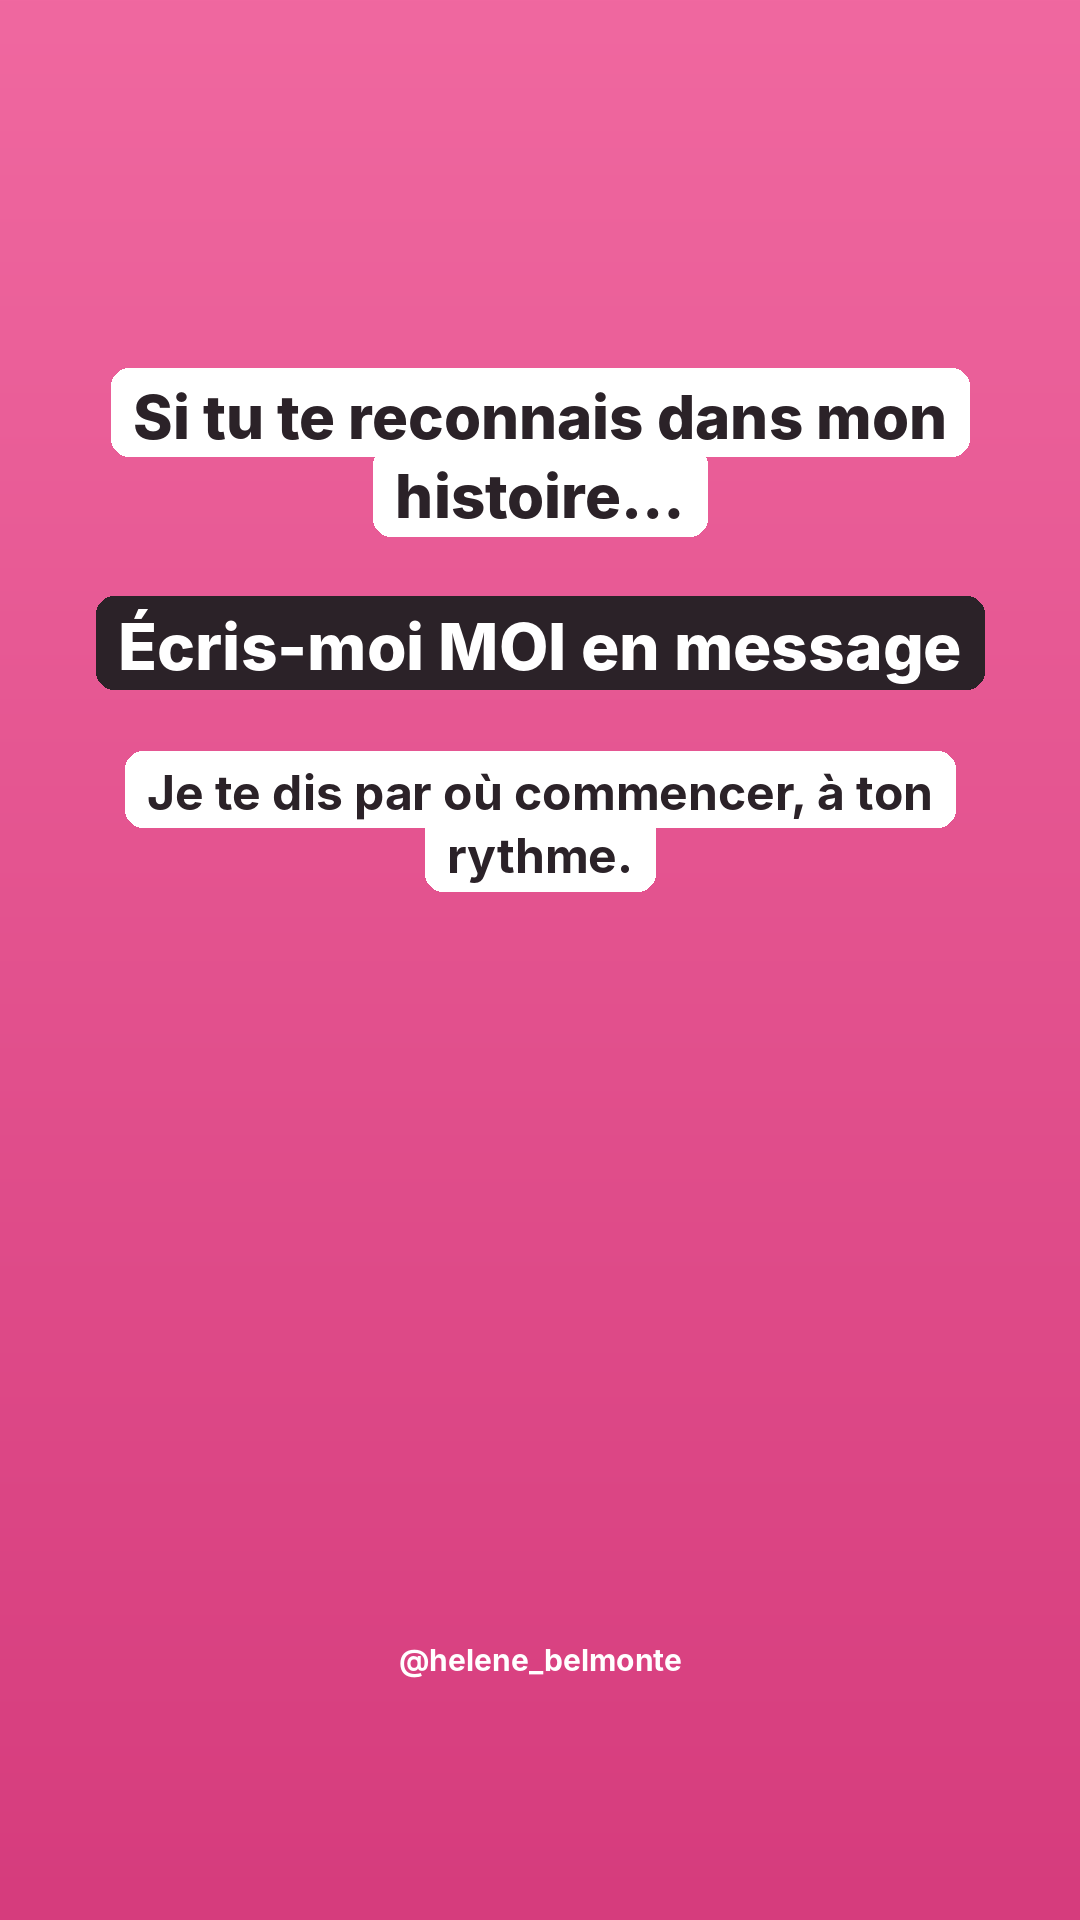 Si tu te reconnais dans mon
histoire…
Écris-moi MOI en message
Je te dis par où commencer, à ton
rythme.
@helene_belmonte